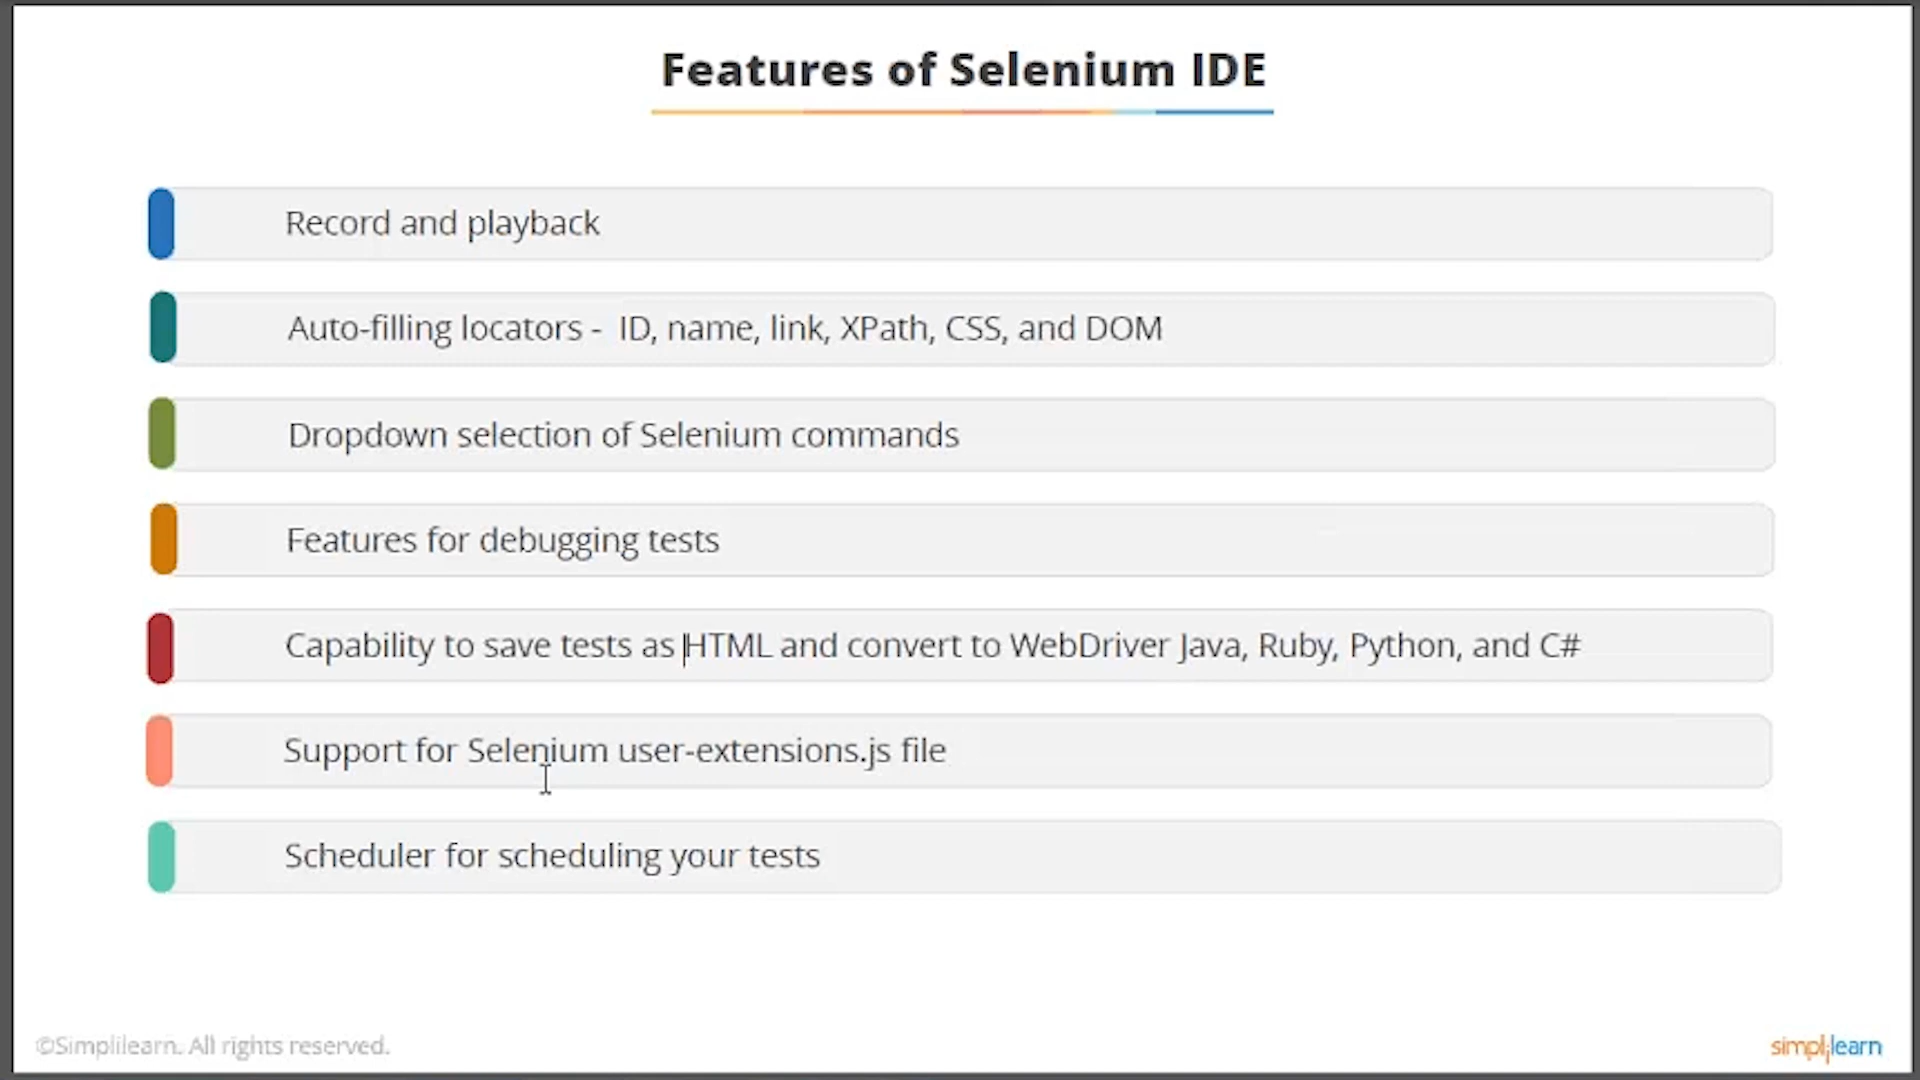 Features of Selenium IDE
Record and playback
Auto-filling locators - ID, name, link, XPath, CSS, and DOM
Dropdown selection of Selenium commands
Features for debugging tests
Capability to save tests as HTML and convert to WebDriver Java, Ruby, Python, and C#
Support for Selenium user-extensions.js file
Scheduler for scheduling your tests
©Simplilearn. All rights reserved.
simplilearn